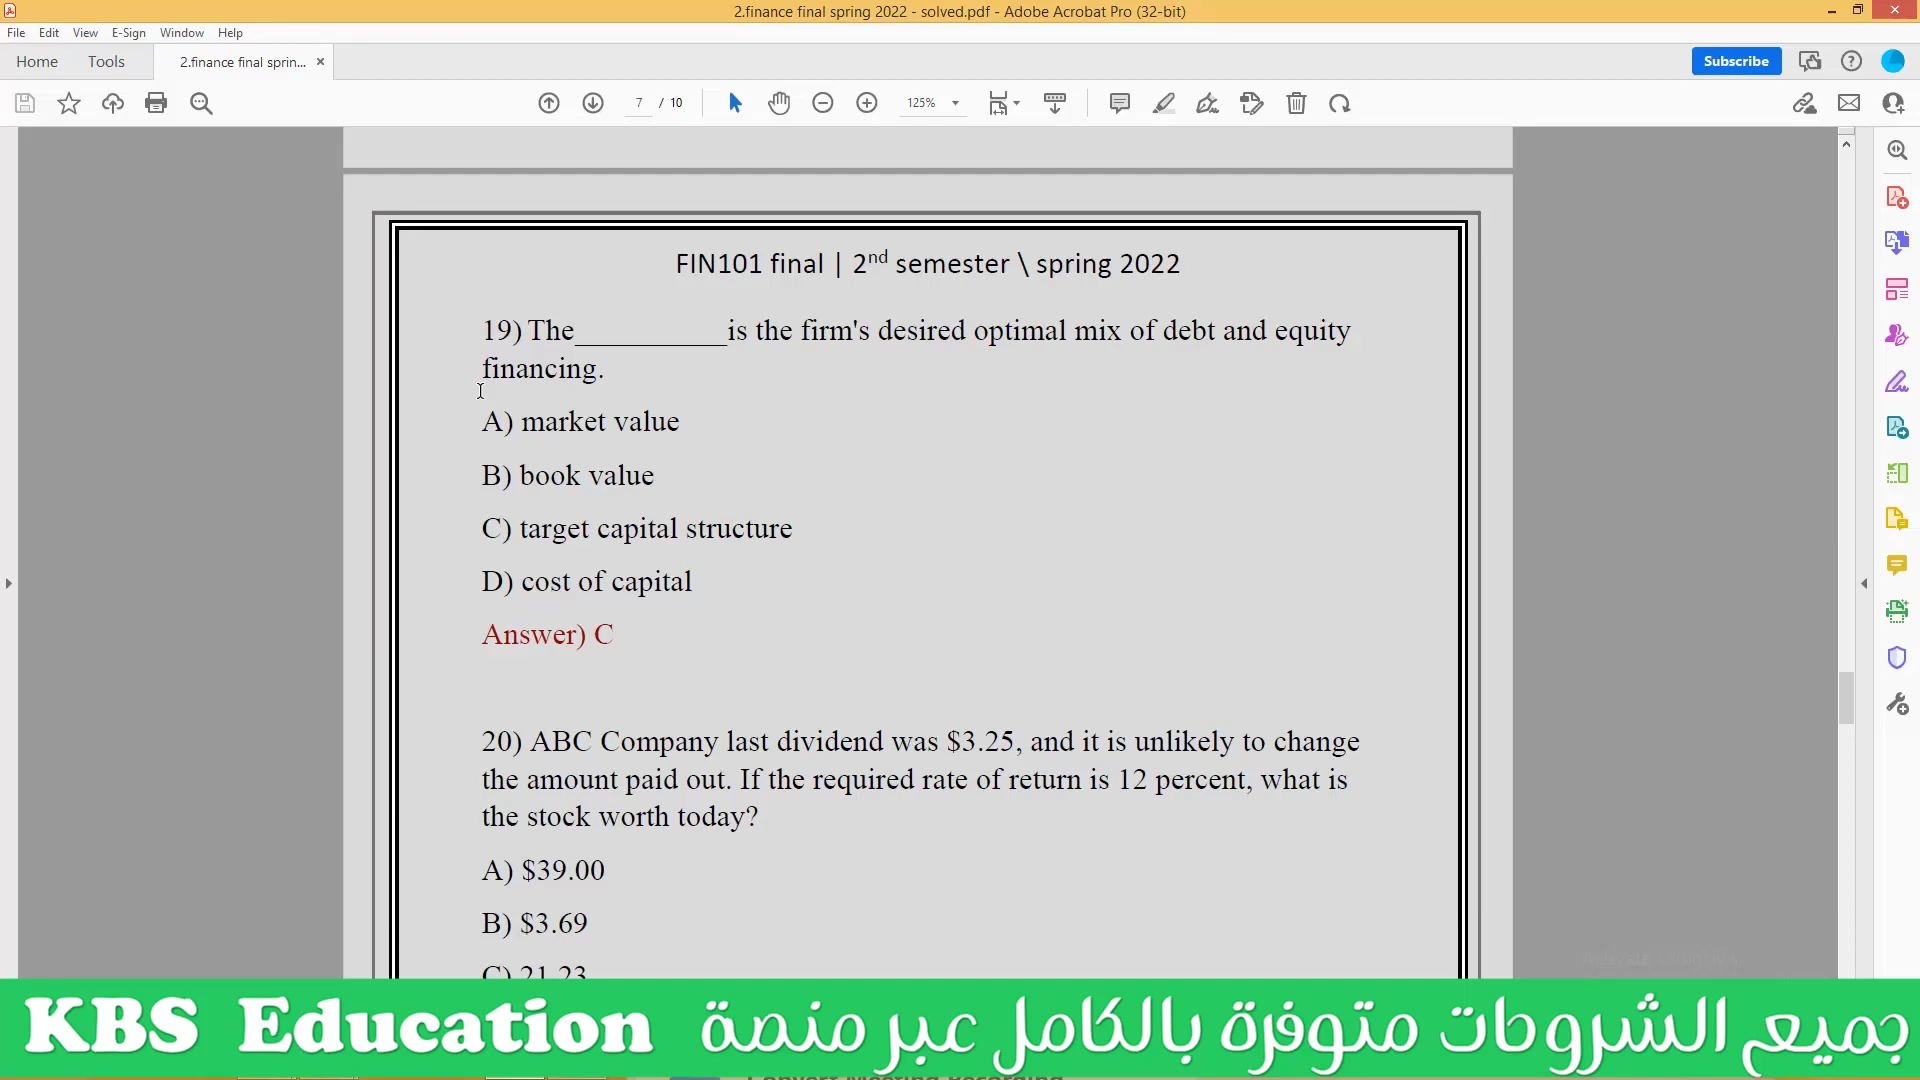 2.finance final spring 2022 - solved.pdf - Adobe Acrobat Pro (32-bit)
File Edit View E-Sign Window Help
Home Tools 2.finance final sprin... × Subscribe
7 / 10 125%
FIN101 final | 2nd semester \ spring 2022
19) The__________is the firm's desired optimal mix of debt and equity
financing.
A) market value
B) book value
C) target capital structure
D) cost of capital
Answer) C
20) ABC Company last dividend was $3.25, and it is unlikely to change
the amount paid out. If the required rate of return is 12 percent, what is
the stock worth today?
A) $39.00
B) $3.69
C) 21.23
KBS Education جميع الشروحات متوفرة بالكامل عبر منصة